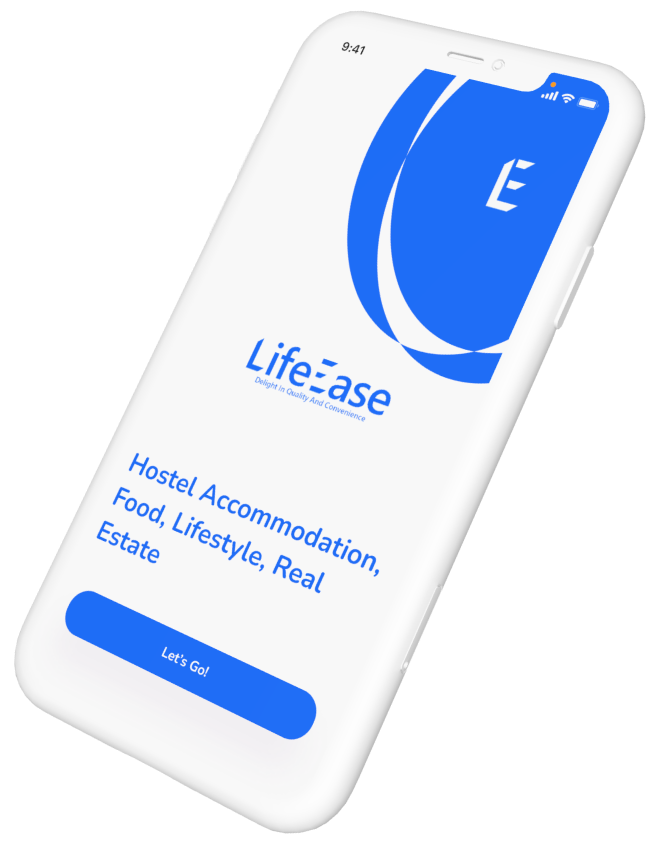 9:41
E
LifeEase
Delight In Quality And Convenience
Hostel Accommodation,
Food, Lifestyle, Real
Estate
Let's Go!